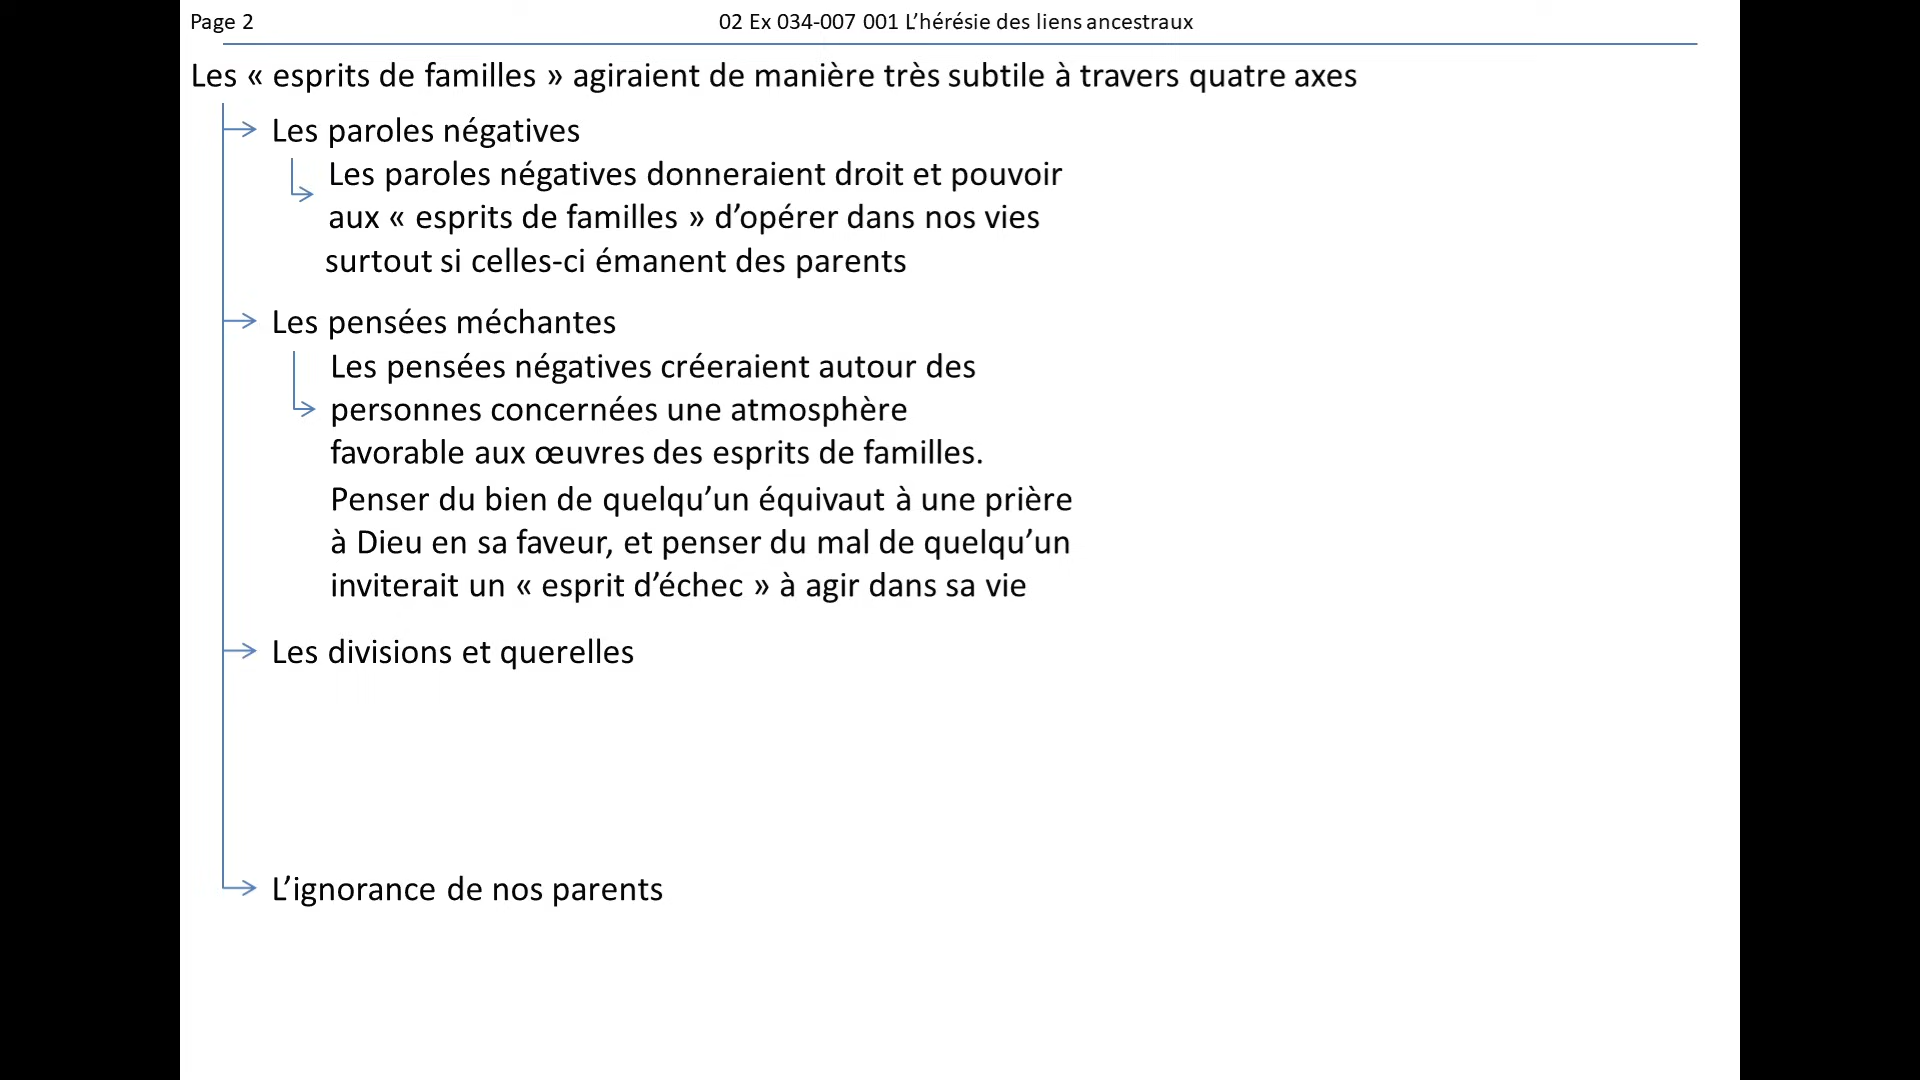 Page 2
02 Ex 034-007 001 L’hérésie des liens ancestraux
Les « esprits de familles » agiraient de manière très subtile à travers quatre axes
Les paroles négatives
Les paroles négatives donneraient droit et pouvoir
aux « esprits de familles » d’opérer dans nos vies
surtout si celles-ci émanent des parents
Les pensées méchantes
Les pensées négatives créeraient autour des
personnes concernées une atmosphère
favorable aux œuvres des esprits de familles.
Penser du bien de quelqu’un équivaut à une prière
à Dieu en sa faveur, et penser du mal de quelqu’un
inviterait un « esprit d’échec » à agir dans sa vie
Les divisions et querelles
L’ignorance de nos parents